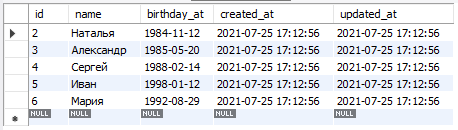 id name birthday_at created_at updated_at
2 Наталья 1984-11-12 2021-07-25 17:12:56 2021-07-25 17:12:56
3 Александр 1985-05-20 2021-07-25 17:12:56 2021-07-25 17:12:56
4 Сергей 1988-02-14 2021-07-25 17:12:56 2021-07-25 17:12:56
5 Иван 1998-01-12 2021-07-25 17:12:56 2021-07-25 17:12:56
6 Мария 1992-08-29 2021-07-25 17:12:56 2021-07-25 17:12:56
NULL NULL NULL NULL NULL